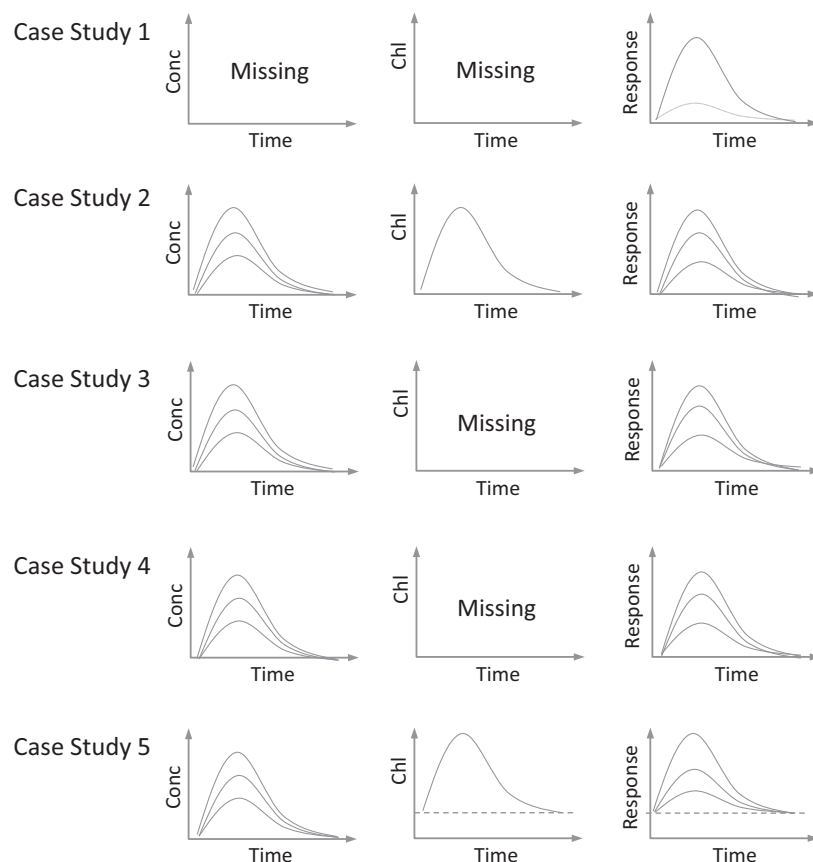 Case Study 1
Conc
Missing
Time
Chl
Missing
Time
Response
Time
Case Study 2
Conc
Time
Chl
Time
Response
Time
Case Study 3
Conc
Time
Chl
Missing
Time
Response
Time
Case Study 4
Conc
Time
Chl
Missing
Time
Response
Time
Case Study 5
Conc
Time
Chl
Time
Response
Time